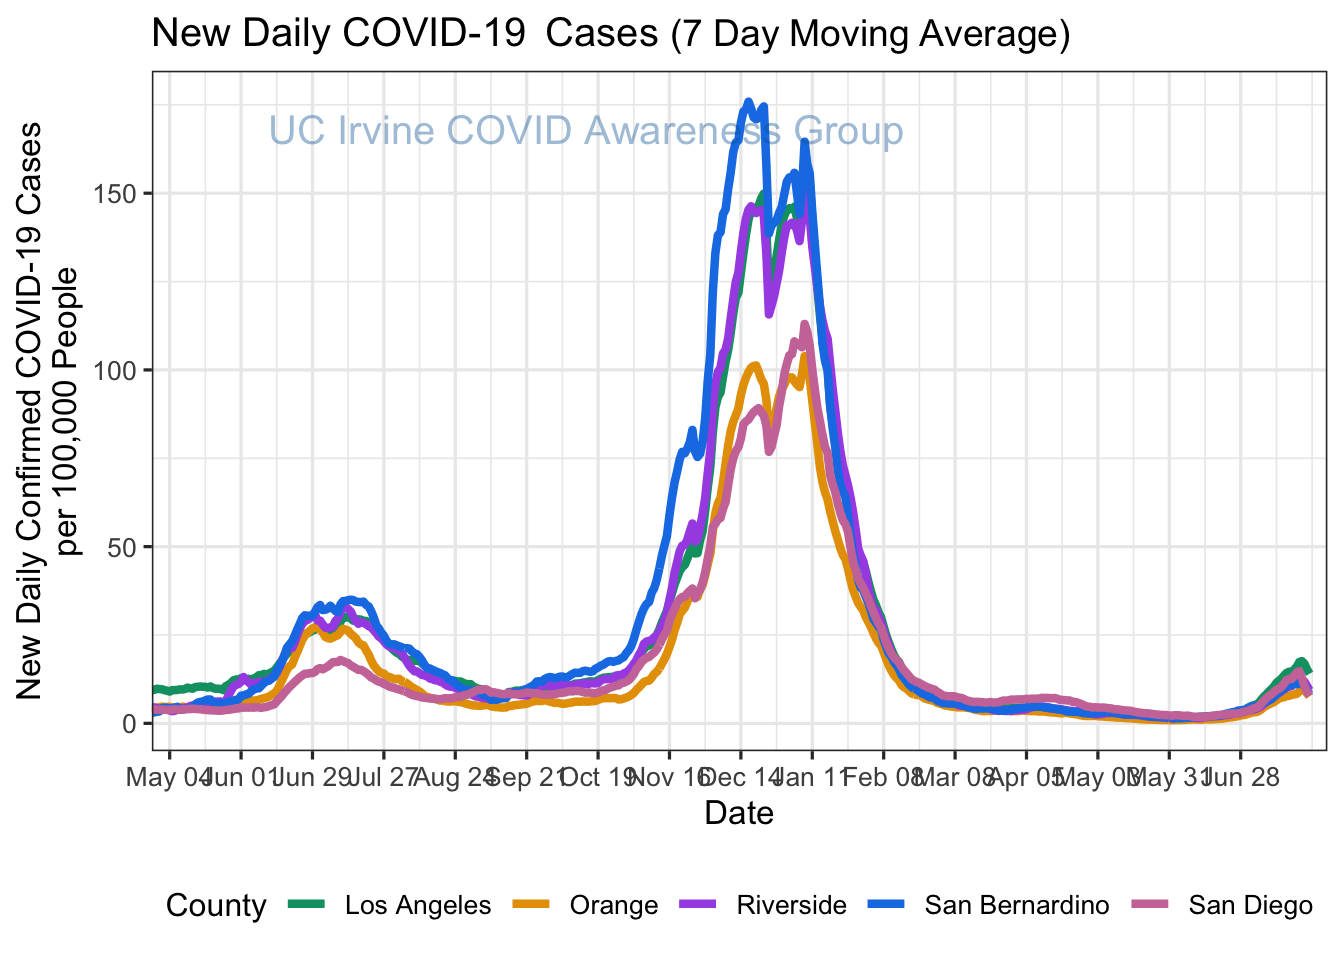 New Daily COVID-19 Cases (7 Day Moving Average)
UC Irvine COVID Awareness Group
New Daily Confirmed COVID-19 Cases
per 100,000 People
150
100
50
0
May 04 Jun 01 Jun 29 Jul 27 Aug 24 Sep 21 Oct 19 Nov 16 Dec 14 Jan 11 Feb 08 Mar 08 Apr 05 May 03 May 31 Jun 28
Date
County Los Angeles Orange Riverside San Bernardino San Diego